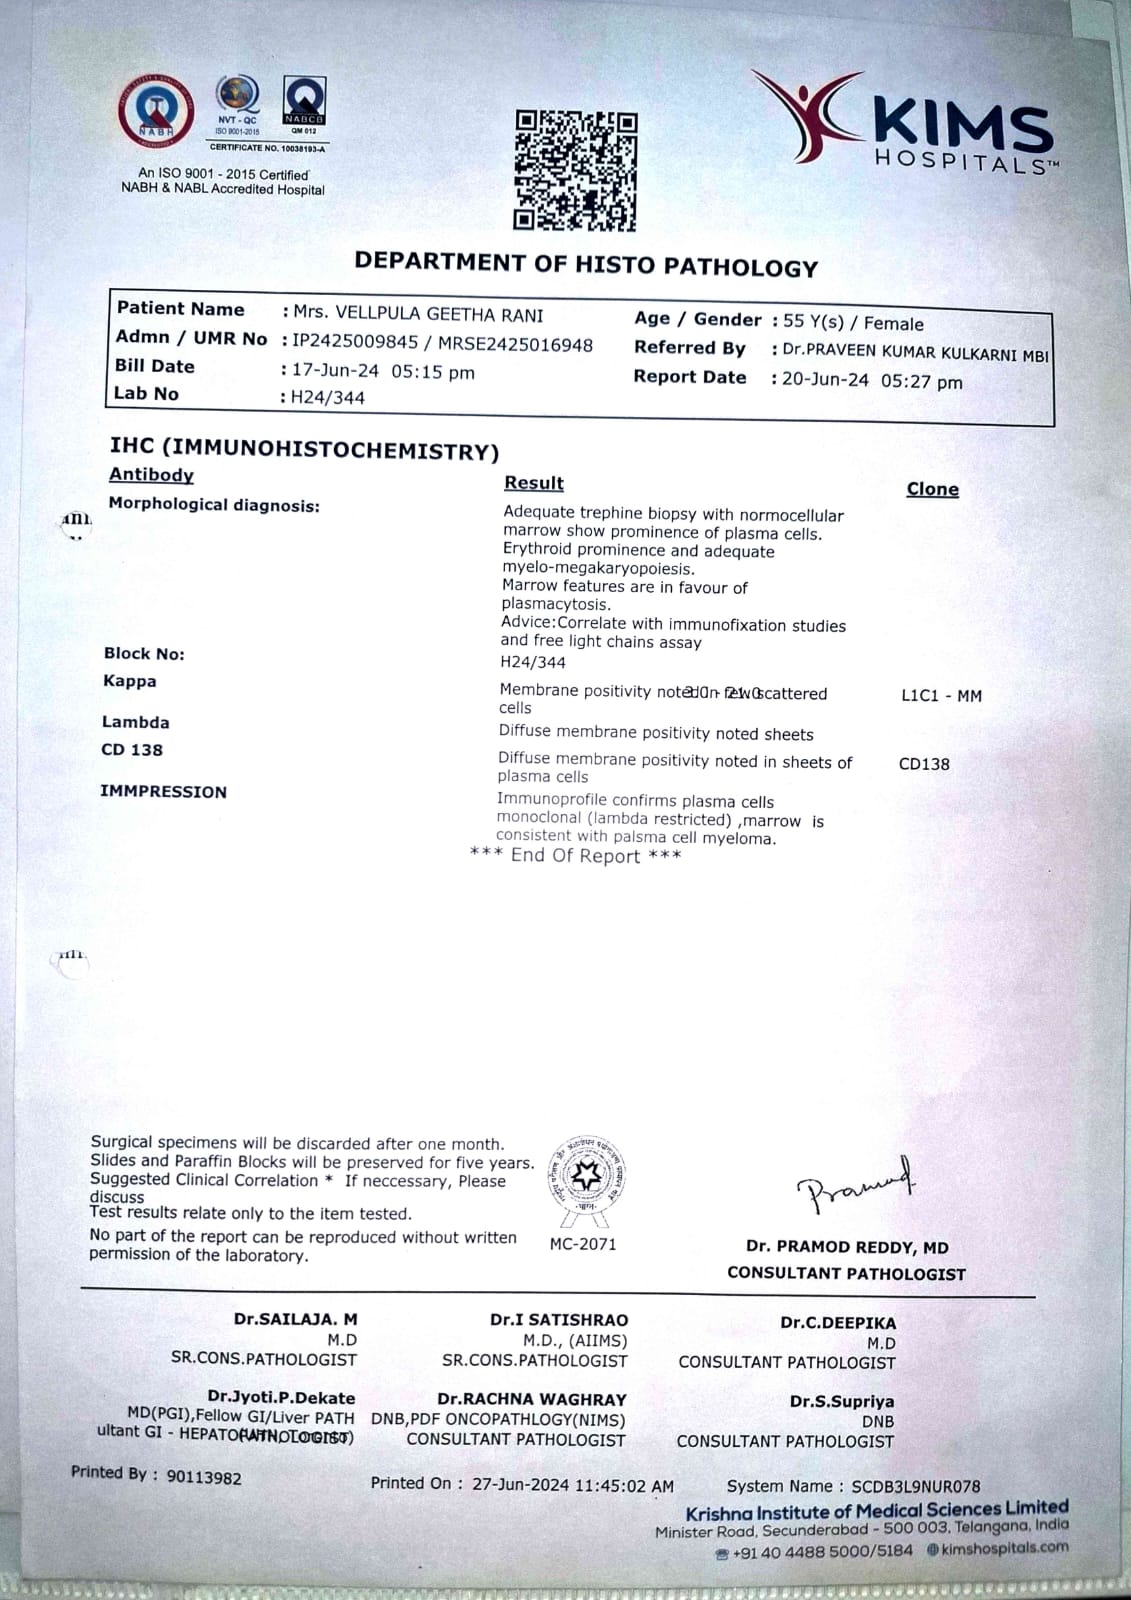 NABH
NVT - QC
ISO 9001-2015
NABCB
QM 012
CERTIFICATE NO. 10038193-A
An ISO 9001 - 2015 Certified
NABH & NABL Accredited Hospital
KIMS
HOSPITALS™
DEPARTMENT OF HISTO PATHOLOGY
Patient Name : Mrs. VELLPULA GEETHA RANI
Age / Gender : 55 Y(s) / Female
Admn / UMR No : IP2425009845 / MRSE2425016948
Referred By : Dr.PRAVEEN KUMAR KULKARNI MBI
Bill Date : 17-Jun-24 05:15 pm
Report Date : 20-Jun-24 05:27 pm
Lab No : H24/344
IHC (IMMUNOHISTOCHEMISTRY)
Antibody Result Clone
Morphological diagnosis: Adequate trephine biopsy with normocellular
marrow show prominence of plasma cells.
Erythroid prominence and adequate
myelo-megakaryopoiesis.
Marrow features are in favour of
plasmacytosis.
Advice:Correlate with immunofixation studies
and free light chains assay
Block No: H24/344
Kappa Membrane positivity noted scattered L1C1 - MM
cells
Lambda Diffuse membrane positivity noted sheets
CD 138 Diffuse membrane positivity noted in sheets of CD138
plasma cells
IMMPRESSION Immunoprofile confirms plasma cells
monoclonal (lambda restricted) ,marrow is
consistent with palsma cell myeloma.
*** End Of Report ***
Surgical specimens will be discarded after one month.
Slides and Paraffin Blocks will be preserved for five years.
Suggested Clinical Correlation * If neccessary, Please
discuss
Test results relate only to the item tested.
No part of the report can be reproduced without written
permission of the laboratory.
MC-2071
Pramod
Dr. PRAMOD REDDY, MD
CONSULTANT PATHOLOGIST
Dr.SAILAJA. M
M.D
SR.CONS.PATHOLOGIST
Dr.I SATISHRAO
M.D., (AIIMS)
SR.CONS.PATHOLOGIST
Dr.C.DEEPIKA
M.D
CONSULTANT PATHOLOGIST
Dr.Jyoti.P.Dekate
MD(PGI),Fellow GI/Liver PATH
ultant GI -
Dr.RACHNA WAGHRAY
DNB,PDF ONCOPATHLOGY(NIMS)
CONSULTANT PATHOLOGIST
Dr.S.Supriya
DNB
CONSULTANT PATHOLOGIST
Printed By : 90113982
Printed On : 27-Jun-2024 11:45:02 AM
System Name : SCDB3L9NUR078
Krishna Institute of Medical Sciences Limited
Minister Road, Secunderabad - 500 003, Telangana, India
+91 40 4488 5000/5184 kimshospitals.com